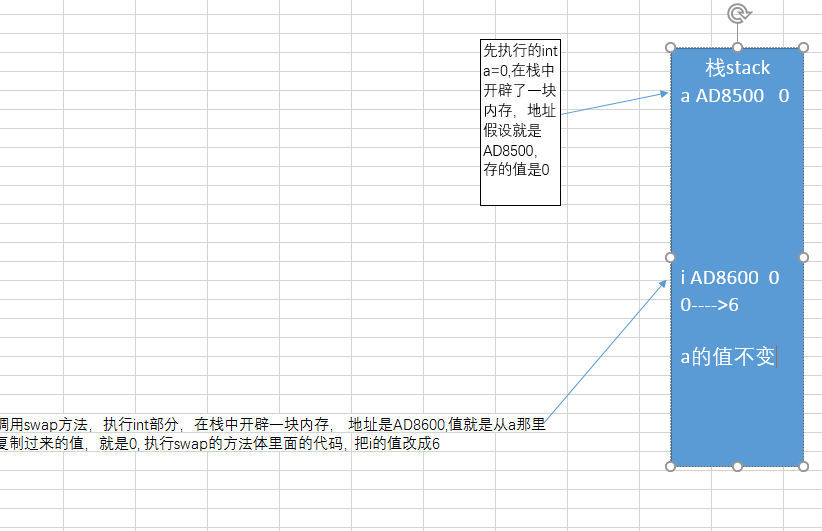 先执行的int
a=0,在栈中
开辟了一块
内存，地址
假设就是
AD8500,
存的值是0
栈stack
a AD8500 0
i AD8600 0
0---->6
a的值不变
调用swap方法，执行int部分，在栈中开辟一块内存， 地址是AD8600,值就是从a那里
复制过来的值，就是0, 执行swap的方法体里面的代码, 把i的值改成6